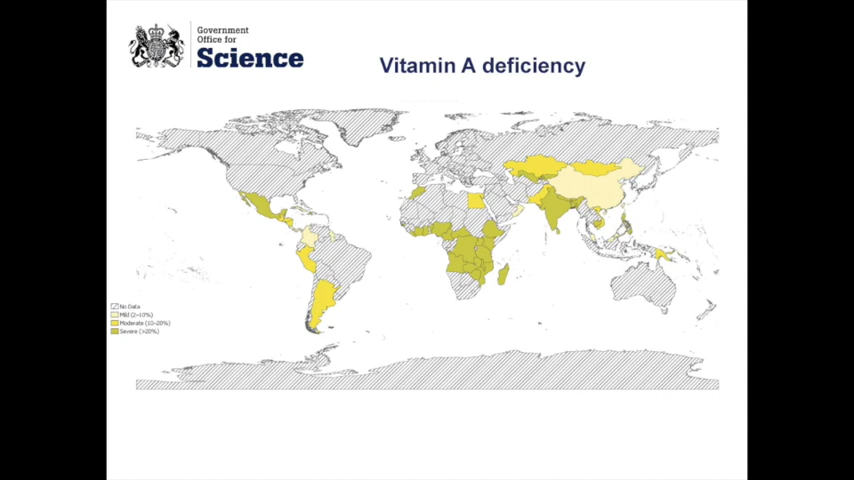 Government
Office for
Science
Vitamin A deficiency
No Data
Mild (2-10%)
Moderate (10-20%)
Severe (>20%)